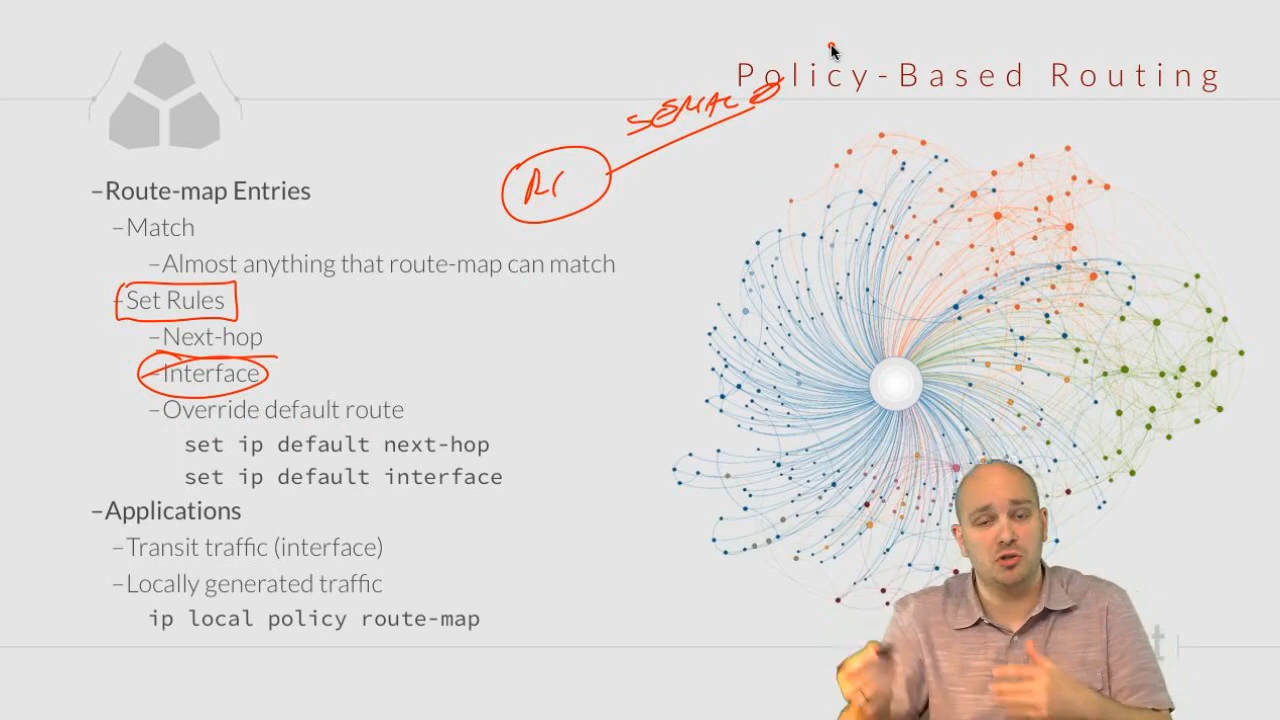 Policy-Based Routing
SERIAL 0
R1
–Route-map Entries
–Match
–Almost anything that route-map can match
–Set Rules
–Next-hop
–Interface
–Override default route
set ip default next-hop
set ip default interface
–Applications
–Transit traffic (interface)
–Locally generated traffic
ip local policy route-map